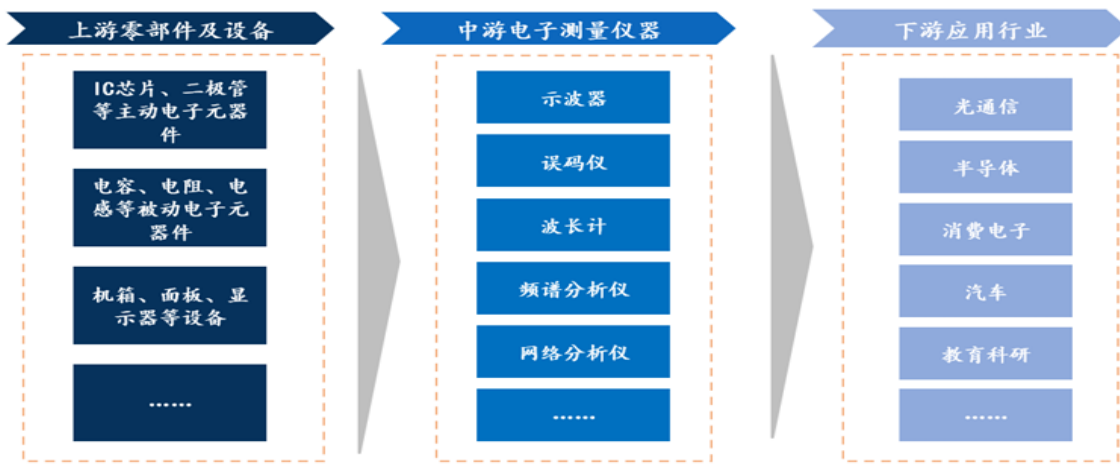 上游零部件及设备
IC芯片、二极管
等主动电子元器
件
电容、电阻、电
感等被动电子元
器件
机箱、面板、显
示器等设备
……
中游电子测量仪器
示波器
误码仪
波长计
频谱分析仪
网络分析仪
……
下游应用行业
光通信
半导体
消费电子
汽车
教育科研
……